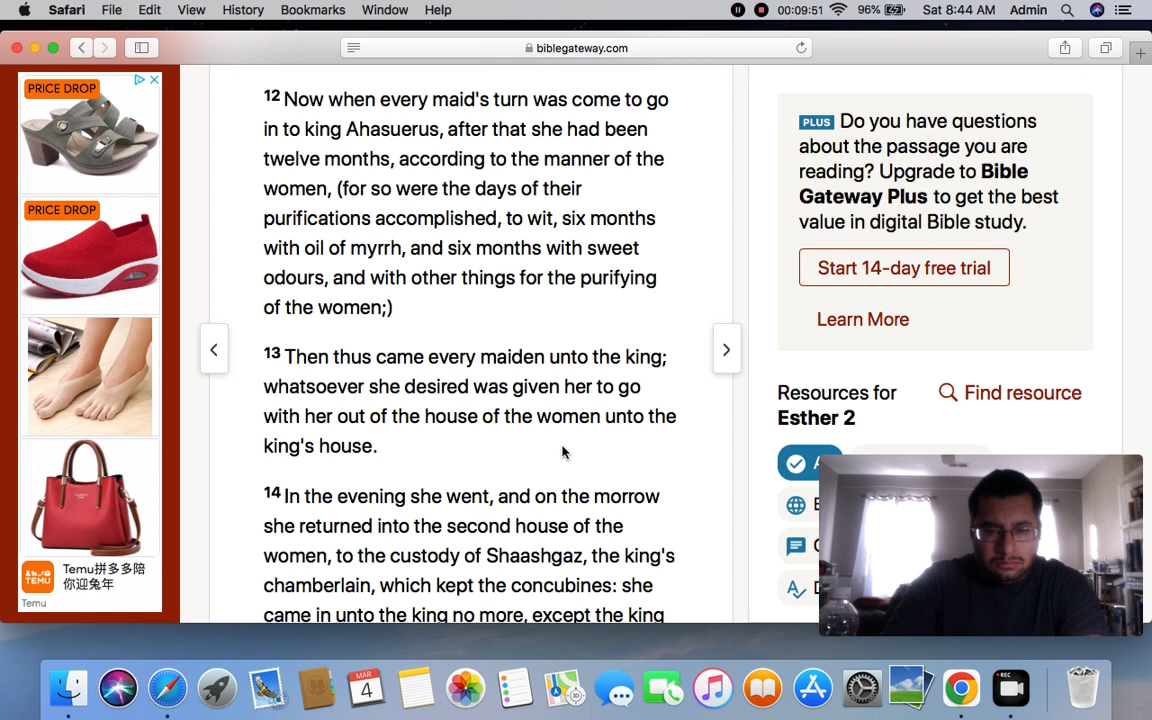 Safari File Edit View History Bookmarks Window Help 00:09:51 96% Sat 8:44 AM Admin
biblegateway.com
PRICE DROP
PRICE DROP
Temu拼多多陪
你迎兔年
TEMU
Temu
12 Now when every maid's turn was come to go
in to king Ahasuerus, after that she had been
twelve months, according to the manner of the
women, (for so were the days of their
purifications accomplished, to wit, six months
with oil of myrrh, and six months with sweet
odours, and with other things for the purifying
of the women;)
13 Then thus came every maiden unto the king;
whatsoever she desired was given her to go
with her out of the house of the women unto the
king's house.
14 In the evening she went, and on the morrow
she returned into the second house of the
women, to the custody of Shaashgaz, the king's
chamberlain, which kept the concubines: she
came in unto the king no more, except the king
PLUS Do you have questions
about the passage you are
reading? Upgrade to Bible
Gateway Plus to get the best
value in digital Bible study.
Start 14-day free trial
Learn More
Resources for
Esther 2
Find resource
MAR
4
REC